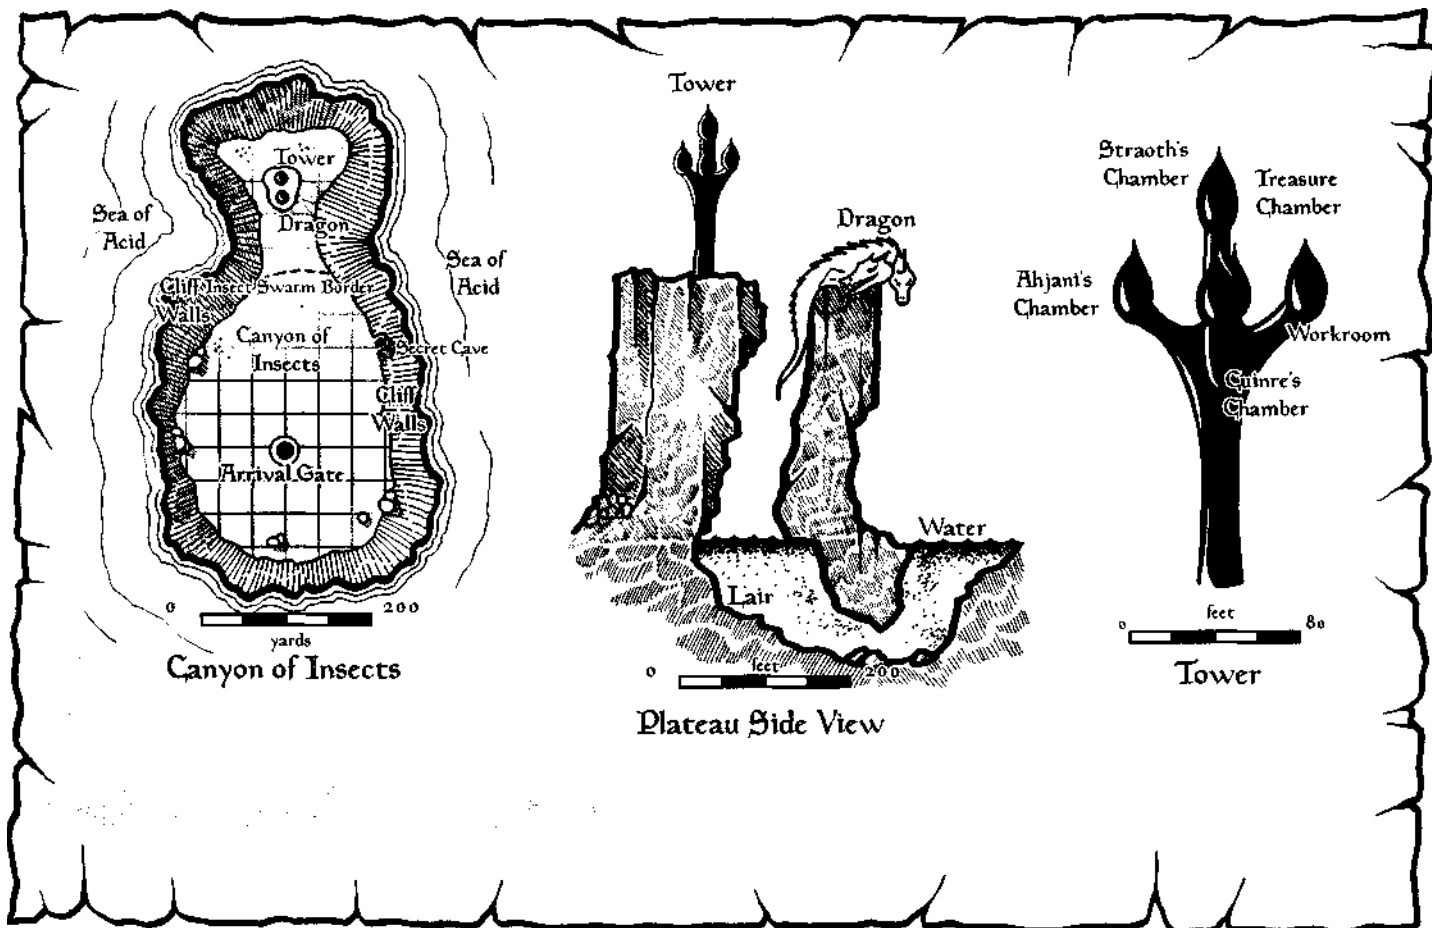 Tower
Dragon
Sea of
Acid
Sea of
Acid
Cliff
Walls
Insect Swarm Border
Canyon of
Insects
Secret Cave
Cliff
Walls
Arrival Gate
0 200
yards
Canyon of Insects
Tower
Dragon
Water
Lair
0 feet 200
Plateau Side View
Straoth's
Chamber
Treasure
Chamber
Ahjani's
Chamber
Workroom
Cuinre's
Chamber
feet
0 80
Tower